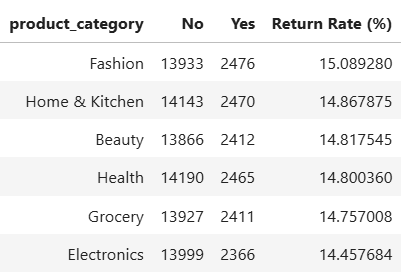 product_category No Yes Return Rate (%)
Fashion 13933 2476 15.089280
Home & Kitchen 14143 2470 14.867875
Beauty 13866 2412 14.817545
Health 14190 2465 14.800360
Grocery 13927 2411 14.757008
Electronics 13999 2366 14.457684